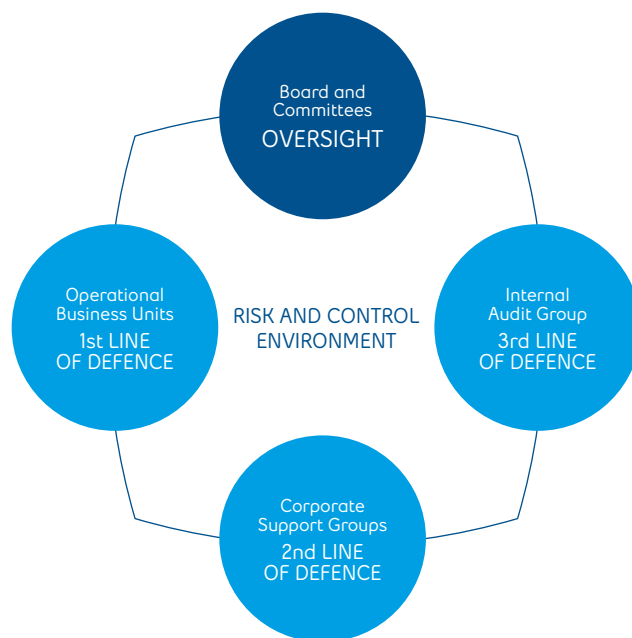 Board and
Committees
OVERSIGHT
Operational
Business Units
1st LINE
OF DEFENCE
RISK AND CONTROL
ENVIRONMENT
Internal
Audit Group
3rd LINE
OF DEFENCE
Corporate
Support Groups
2nd LINE
OF DEFENCE